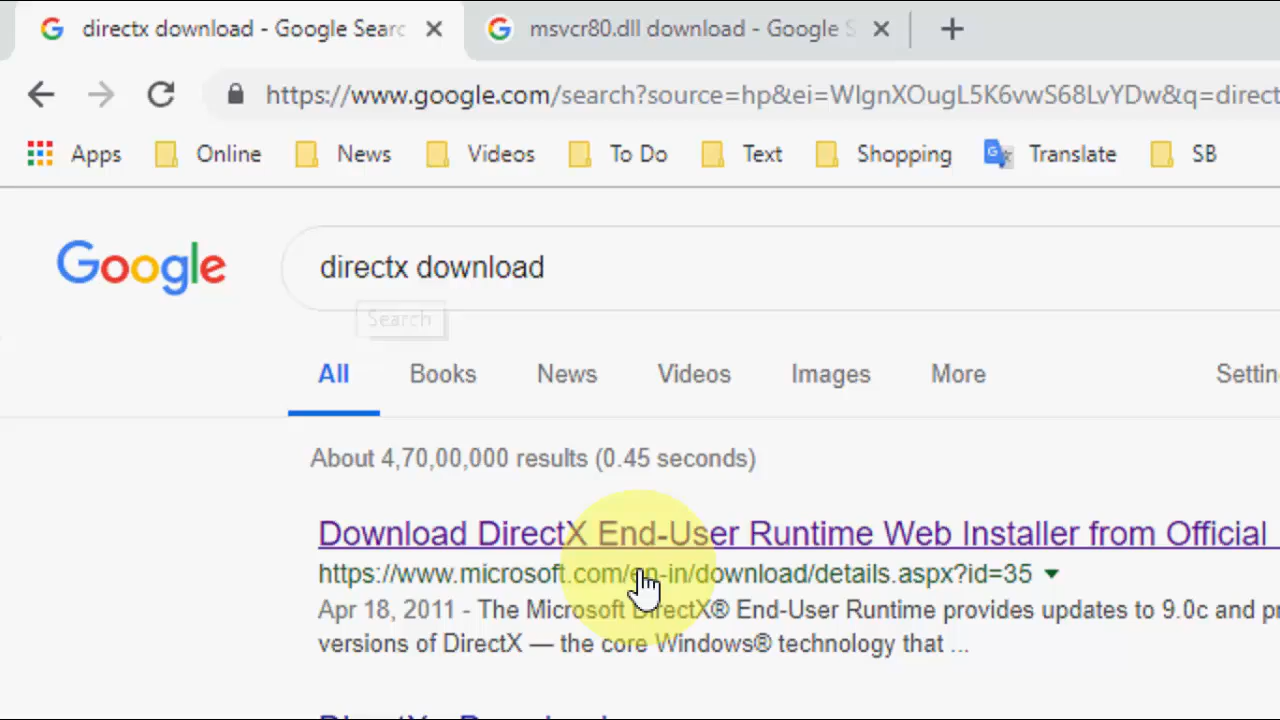 directx download - Google Searc
msvcr80.dll download - Google S
https://www.google.com/search?source=hp&ei=WIgnXOugL5K6vwS68LvYDw&q=direct
Apps Online News Videos To Do Text Shopping Translate SB
Google directx download
Search
All Books News Videos Images More Settin
About 4,70,00,000 results (0.45 seconds)
Download DirectX End-User Runtime Web Installer from Official
https://www.microsoft.com/en-in/download/details.aspx?id=35
Apr 18, 2011 - The Microsoft DirectX® End-User Runtime provides updates to 9.0c and pr
versions of DirectX — the core Windows® technology that ...